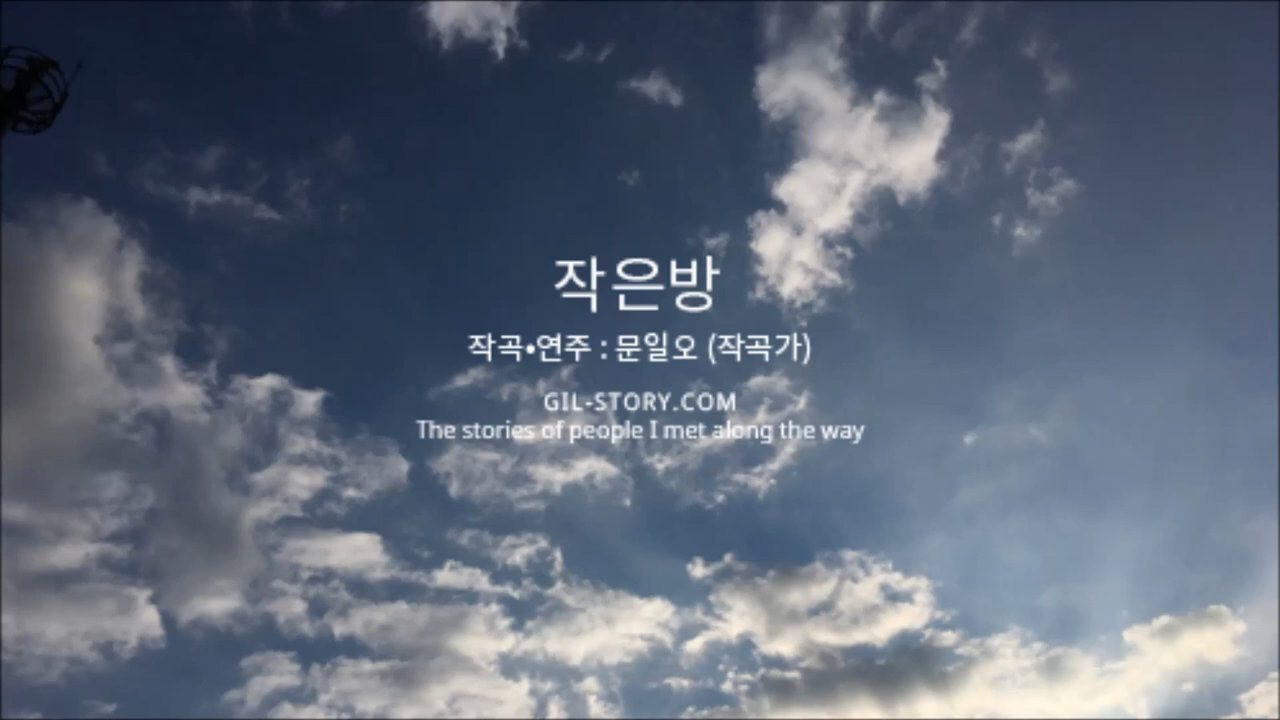 작은방
작곡•연주 : 문일오 (작곡가)
GIL-STORY.COM
The stories of people I met along the way